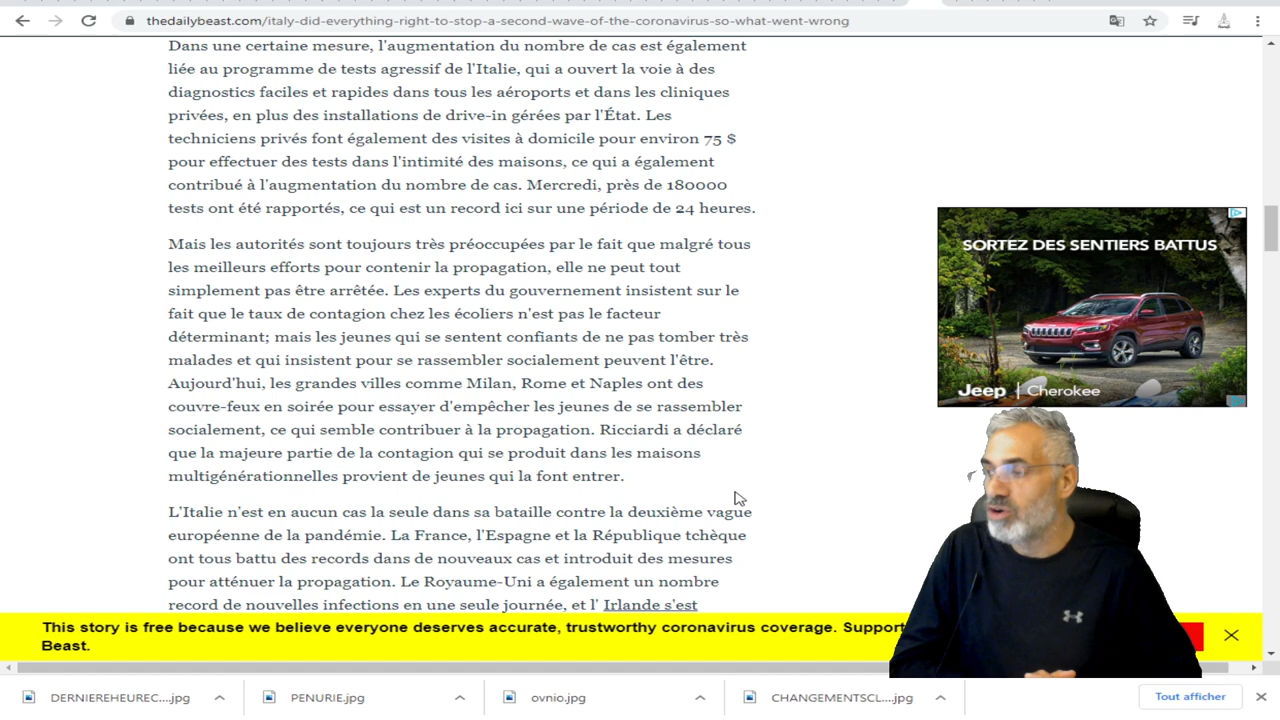 thedailybeast.com/italy-did-everything-right-to-stop-a-second-wave-of-the-coronavirus-so-what-went-wrong
Dans une certaine mesure, l'augmentation du nombre de cas est également
liée au programme de tests agressif de l'Italie, qui a ouvert la voie à des
diagnostics faciles et rapides dans tous les aéroports et dans les cliniques
privées, en plus des installations de drive-in gérées par l'État. Les
techniciens privés font également des visites à domicile pour environ 75 $
pour effectuer des tests dans l'intimité des maisons, ce qui a également
contribué à l'augmentation du nombre de cas. Mercredi, près de 180000
tests ont été rapportés, ce qui est un record ici sur une période de 24 heures.
Mais les autorités sont toujours très préoccupées par le fait que malgré tous
les meilleurs efforts pour contenir la propagation, elle ne peut tout
simplement pas être arrêtée. Les experts du gouvernement insistent sur le
fait que le taux de contagion chez les écoliers n'est pas le facteur
déterminant; mais les jeunes qui se sentent confiants de ne pas tomber très
malades et qui insistent pour se rassembler socialement peuvent l'être.
Aujourd'hui, les grandes villes comme Milan, Rome et Naples ont des
couvre-feux en soirée pour essayer d'empêcher les jeunes de se rassembler
socialement, ce qui semble contribuer à la propagation. Ricciardi a déclaré
que la majeure partie de la contagion qui se produit dans les maisons
multigénérationnelles provient de jeunes qui la font entrer.
L'Italie n'est en aucun cas la seule dans sa bataille contre la deuxième vague
européenne de la pandémie. La France, l'Espagne et la République tchèque
ont tous battu des records dans de nouveaux cas et introduit des mesures
pour atténuer la propagation. Le Royaume-Uni a également un nombre
record de nouvelles infections en une seule journée, et l' Irlande s'est
SORTEZ DES SENTIERS BATTUS
Jeep | Cherokee
This story is free because we believe everyone deserves accurate, trustworthy coronavirus coverage. Support
Beast.
DERNIEREHEUREC....jpg
PENURIE.jpg
ovnio.jpg
CHANGEMENTSCL....jpg
Tout afficher